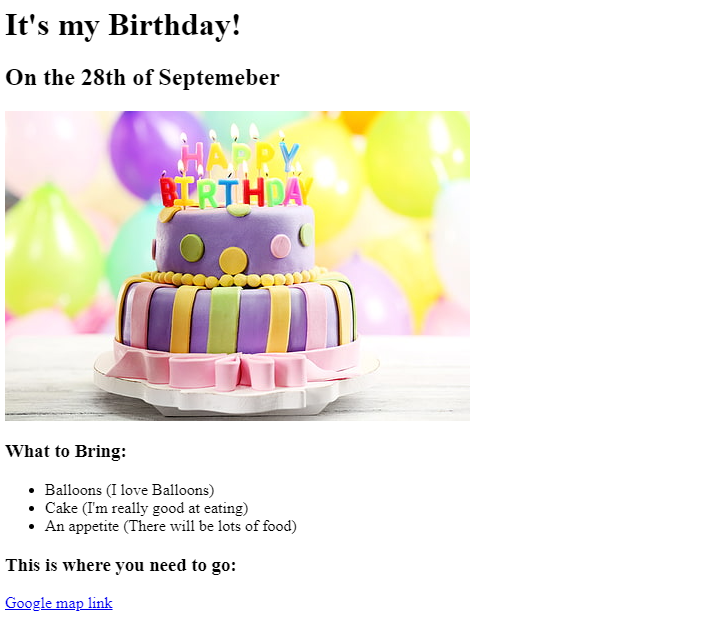 It's my Birthday!
On the 28th of Septemeber
HAPPY
BIRTHDAY
What to Bring:
Balloons (I love Balloons)
Cake (I'm really good at eating)
An appetite (There will be lots of food)
This is where you need to go:
Google map link